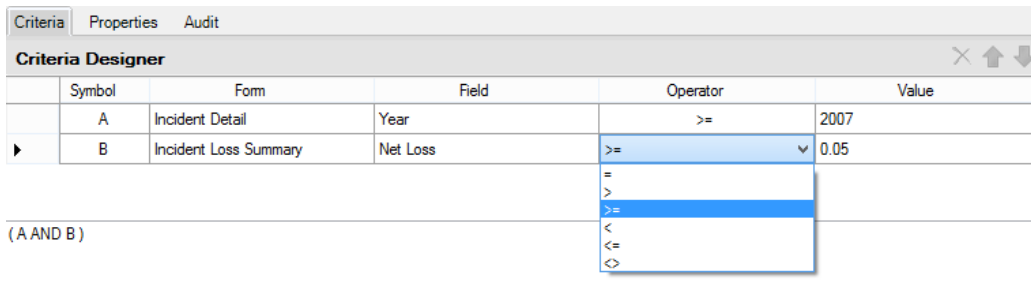 Criteria Properties Audit
Criteria Designer
Symbol Form Field Operator Value
A Incident Detail Year >= 2007
B Incident Loss Summary Net Loss >= 0.05
=
>
>=
<
<=
<>
( A AND B )